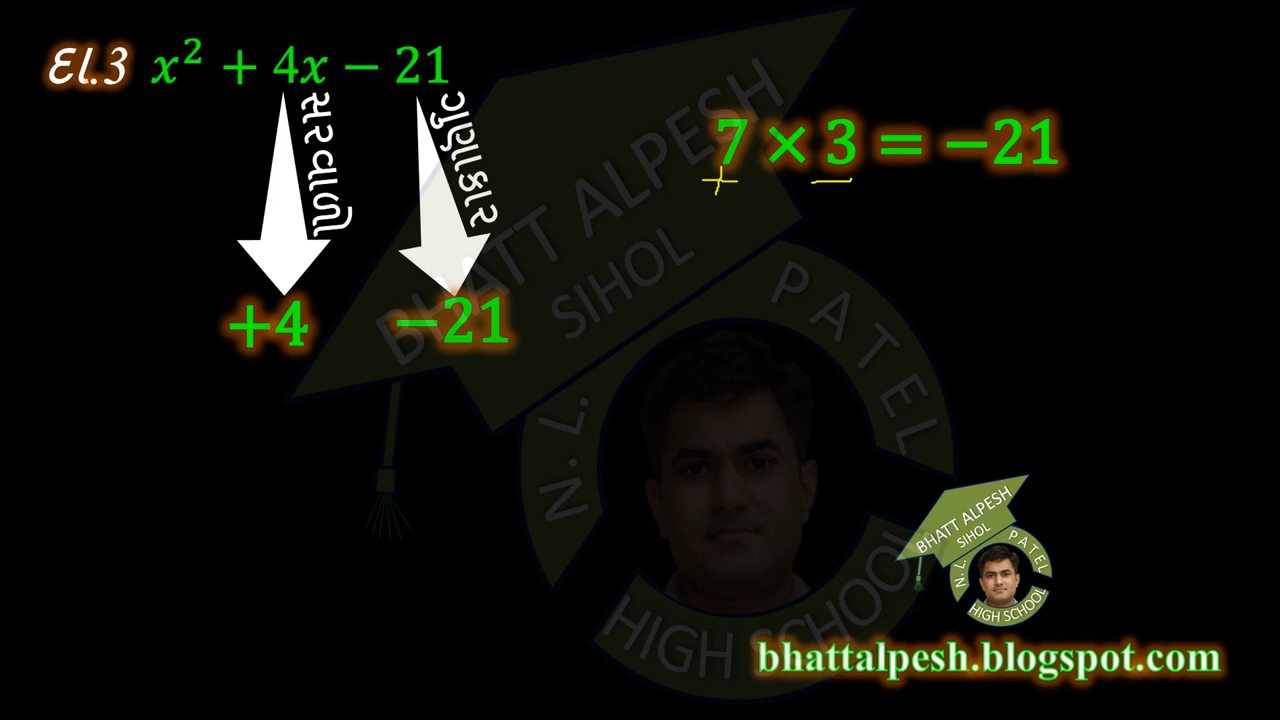 દા.3 x² + 4x − 21
સરવાળો
ગુણાકાર
7 × 3 = −21
+ −
+4 −21
BHATT ALPESH
SIHOL
N. L. PATEL
HIGH SCHOOL
BHATT ALPESH
SIHOL
N. L. PATEL
HIGH SCHOOL
bhattalpesh.blogspot.com